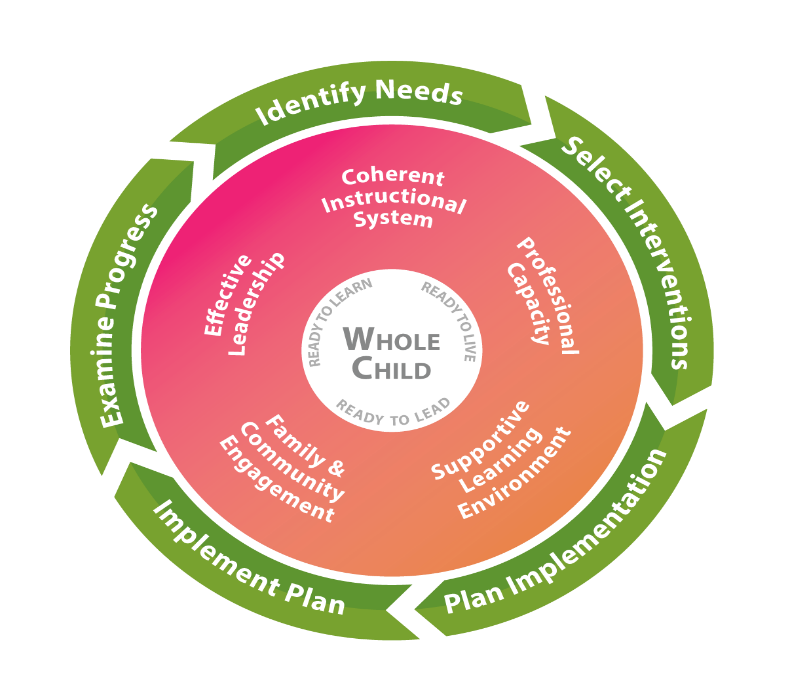 Identify Needs
Select Interventions
Plan Implementation
Implement Plan
Examine Progress
Coherent
Instructional
System
Professional
Capacity
Supportive
Learning
Environment
Family &
Community
Engagement
Effective
Leadership
READY TO LEARN
READY TO LIVE
READY TO LEAD
WHOLE
CHILD